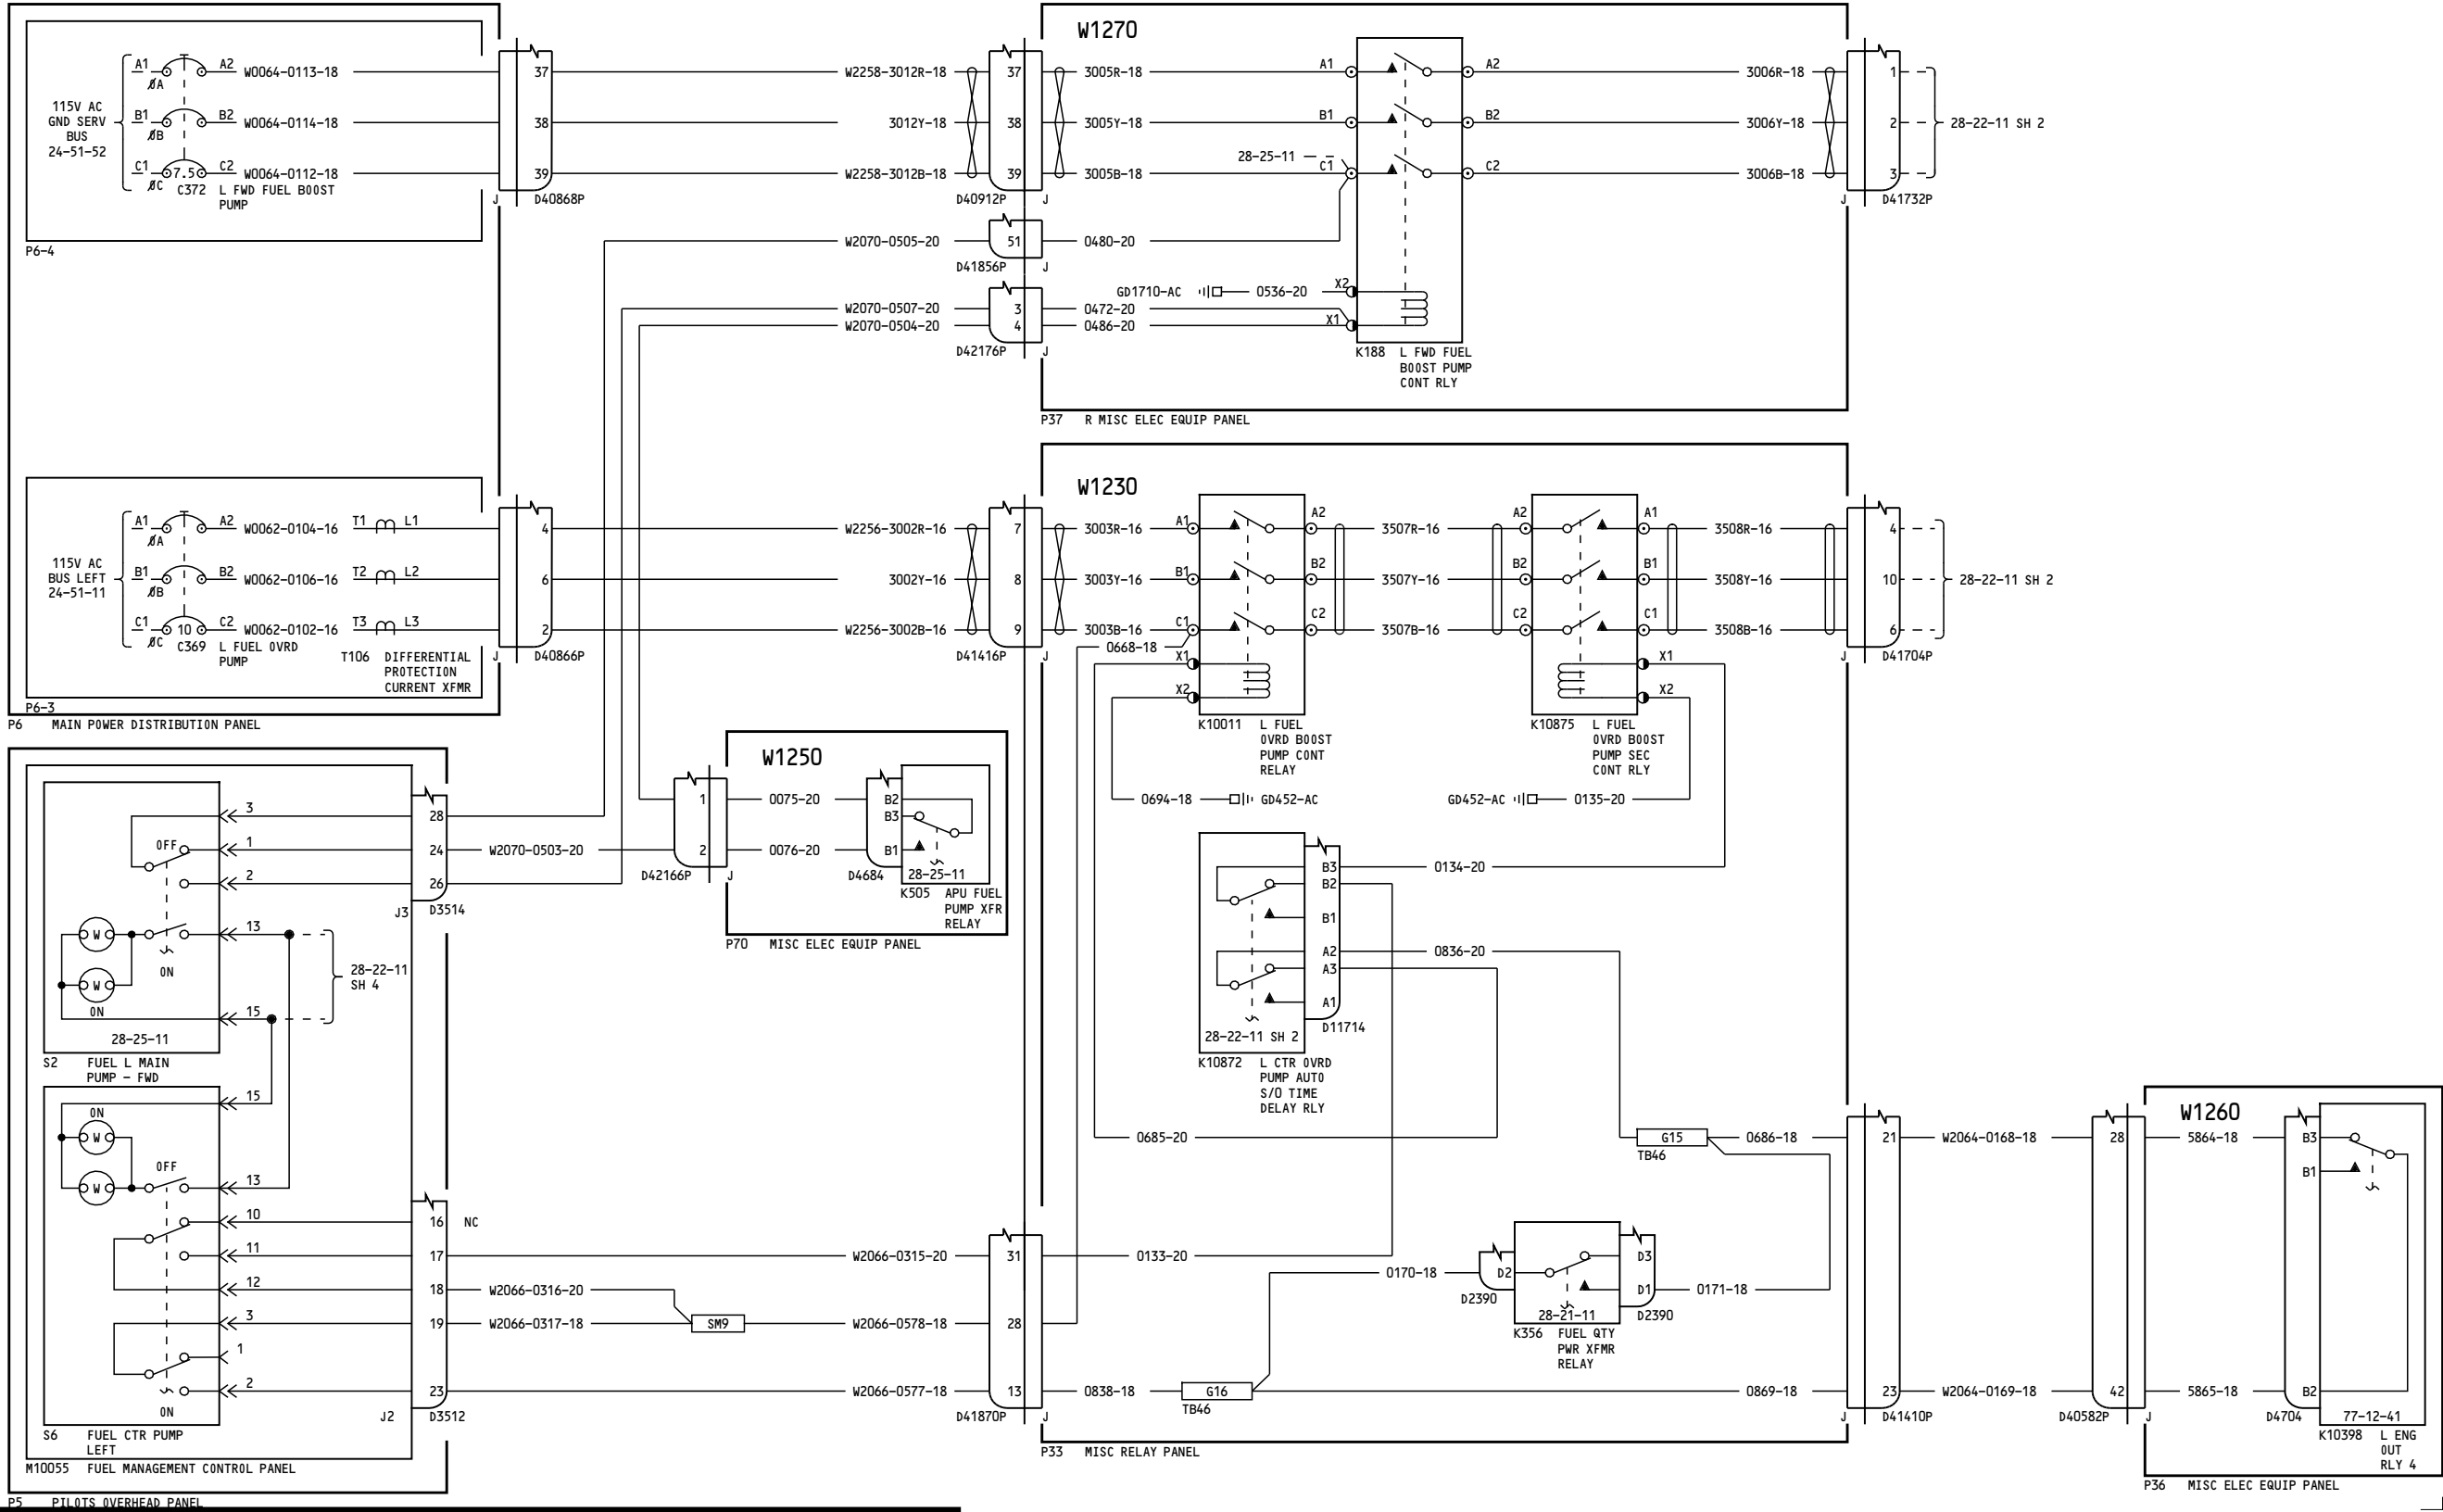 W1270
A1 A2 W0064-0113-18 37 W2258-3012R-18 37 3005R-18 A1 A2 3006R-18 1
ØA
115V AC
GND SERV
BUS
24-51-52
B1 B2 W0064-0114-18 38 3012Y-18 38 3005Y-18 B1 B2 3006Y-18 2 28-22-11 SH 2
ØB
28-25-11
C1 7.5 C2 W0064-0112-18 39 W2258-3012B-18 39 3005B-18 C1 C2 3006B-18 3
ØC C372 L FWD FUEL BOOST
PUMP
J D40868P D40912P J J D41732P
W2070-0505-20 51 0480-20
P6-4
D41856P J
GD1710-AC 0536-20 X2
W2070-0507-20 3 0472-20
W2070-0504-20 4 0486-20 X1
D42176P J
K188 L FWD FUEL
BOOST PUMP
CONT RLY
P37 R MISC ELEC EQUIP PANEL
W1230
A1 A2 W0062-0104-16 T1 L1 4 W2256-3002R-16 7 3003R-16 A1 A2 3507R-16 A2 A1 3508R-16 4
ØA
115V AC
BUS LEFT
24-51-11
B1 B2 W0062-0106-16 T2 L2 6 3002Y-16 8 3003Y-16 B1 B2 3507Y-16 B2 B1 3508Y-16 10 28-22-11 SH 2
ØB
C1 10 C2 W0062-0102-16 T3 L3 2 W2256-3002B-16 9 3003B-16 C1 C2 3507B-16 C2 C1 3508B-16 6
ØC C369 L FUEL OVRD
PUMP
T106 DIFFERENTIAL
PROTECTION
CURRENT XFMR
J D40866P D41416P J J D41704P
0668-18
X1 X1
X2 X2
P6-3
P6 MAIN POWER DISTRIBUTION PANEL
K10011 L FUEL
OVRD BOOST
PUMP CONT
RELAY
K10875 L FUEL
OVRD BOOST
PUMP SEC
CONT RLY
0694-18 GD452-AC GD452-AC 0135-20
W1250
1 0075-20 B2
B3
2 0076-20 B1
D42166P J D4684 28-25-11
K505 APU FUEL
PUMP XFR
RELAY
P70 MISC ELEC EQUIP PANEL
3 28
OFF 1 24 W2070-0503-20
2 26
J3 D3514
W 13
ON
W
ON
28-22-11
SH 4
15
28-25-11
S2 FUEL L MAIN
PUMP - FWD
B3 0134-20
B2
B1
A2 0836-20
A3
A1
D11714
28-22-11 SH 2
K10872 L CTR OVRD
PUMP AUTO
S/O TIME
DELAY RLY
15
ON
W
OFF
W 13
10 16 NC
11 17 W2066-0315-20 31 0133-20
12 18 W2066-0316-20
3 19 W2066-0317-18 SM9 W2066-0578-18 28
1
2 23 W2066-0577-18 13 0838-18 G16 0869-18 23 W2064-0169-18 42 5865-18 B2
TB46
ON
J2 D3512 D41870P J J D41410P D40582P J D4704 77-12-41
S6 FUEL CTR PUMP
LEFT
M10055 FUEL MANAGEMENT CONTROL PANEL
P5 PILOTS OVERHEAD PANEL
0685-20 G15 0686-18 21 W2064-0168-18 28 5864-18 B3
TB46
B1
W1260
0170-18 D2 D3
D1 0171-18
D2390 28-21-11 D2390
K356 FUEL QTY
PWR XFMR
RELAY
P33 MISC RELAY PANEL
K10398 L ENG
OUT
RLY 4
P36 MISC ELEC EQUIP PANEL